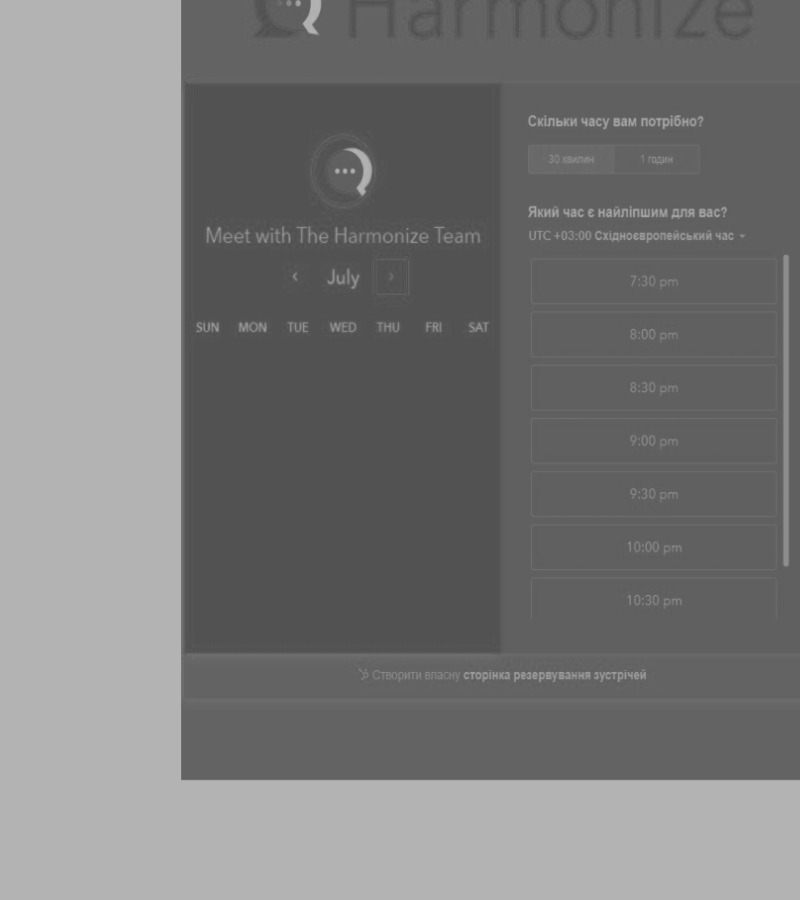 Harmonize
Meet with The Harmonize Team
July
SUN MON TUE WED THU FRI SAT
Скільки часу вам потрібно?
30 хвилин 1 годин
Який час є найліпшим для вас?
UTC +03:00 Східноєвропейський час
7:30 pm
8:00 pm
8:30 pm
9:00 pm
9:30 pm
10:00 pm
10:30 pm
Створити власну сторінка резервування зустрічей